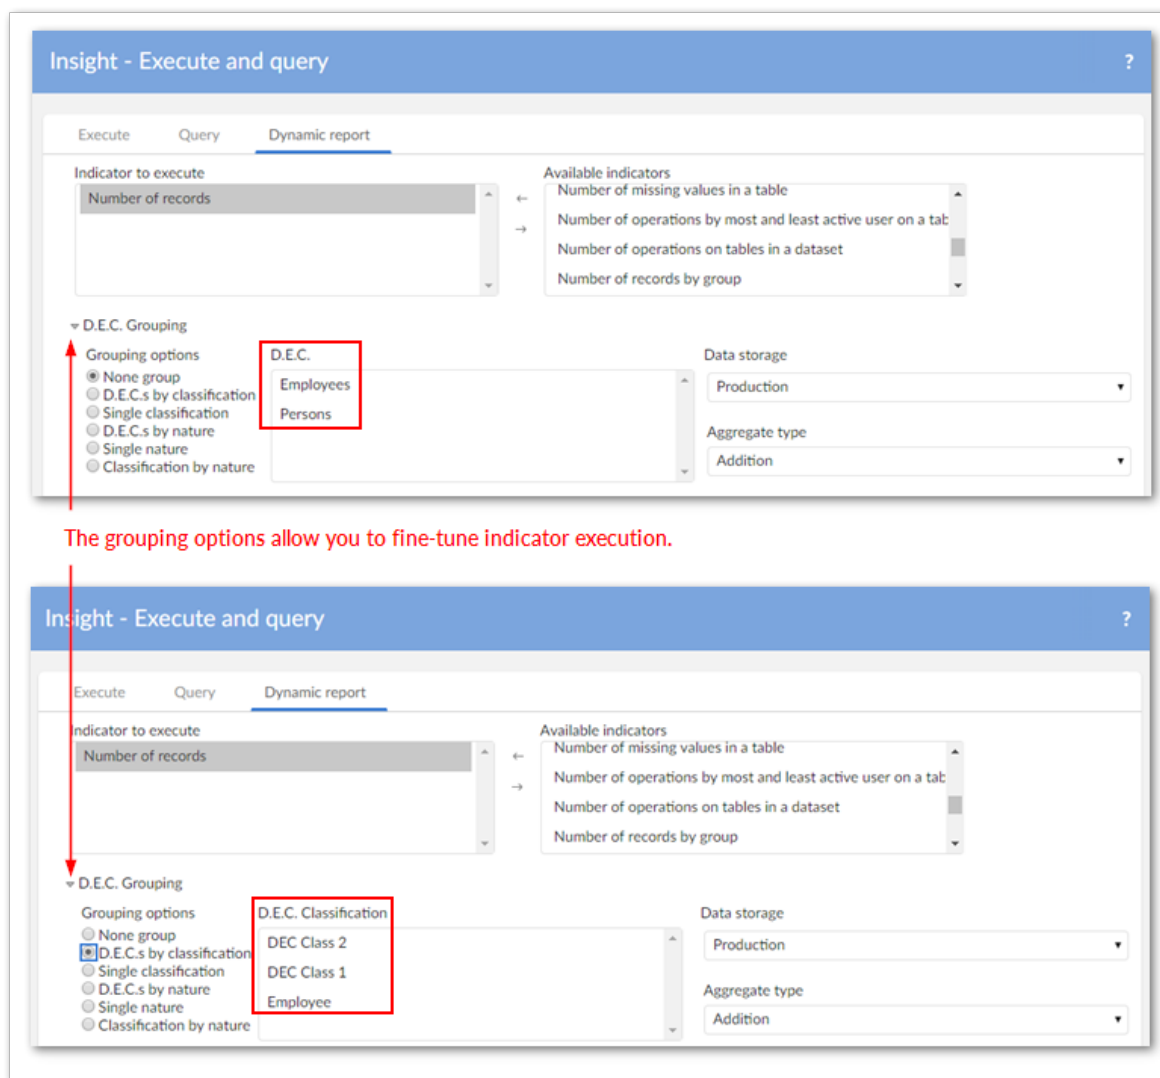 Insight - Execute and query ?
Execute Query Dynamic report
Indicator to execute Available indicators
Number of records
Number of missing values in a table
Number of operations by most and least active user on a tab
Number of operations on tables in a dataset
Number of records by group
D.E.C. Grouping
Grouping options D.E.C. Data storage
None group Employees Production
D.E.C.s by classification
Single classification Persons
D.E.C.s by nature Aggregate type
Single nature Addition
Classification by nature
The grouping options allow you to fine-tune indicator execution.
Insight - Execute and query ?
Execute Query Dynamic report
Indicator to execute Available indicators
Number of records
Number of missing values in a table
Number of operations by most and least active user on a tab
Number of operations on tables in a dataset
Number of records by group
D.E.C. Grouping
Grouping options D.E.C. Classification Data storage
None group DEC Class 2 Production
D.E.C.s by classification
Single classification DEC Class 1
D.E.C.s by nature Aggregate type
Single nature Employee
Classification by nature Addition